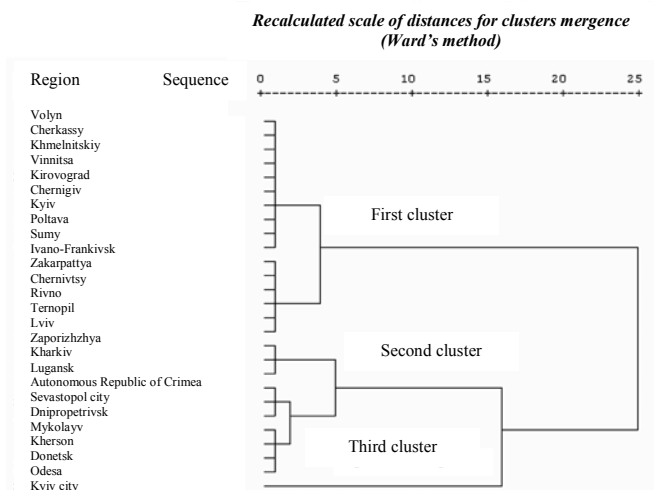 Recalculated scale of distances for clusters mergence
(Ward's method)
Region Sequence 0 5 10 15 20 25
Volyn
Cherkassy
Khmelnitskiy
Vinnitsa
Kirovograd
Chernigiv
Kyiv
Poltava
First cluster
Sumy
Ivano-Frankivsk
Zakarpattya
Chernivtsy
Rivno
Ternopil
Lviv
Zaporizhzhya
Kharkiv
Second cluster
Lugansk
Autonomous Republic of Crimea
Sevastopol city
Dnipropetrivsk
Mykolayv
Kherson
Third cluster
Donetsk
Odesa
Kyiv city